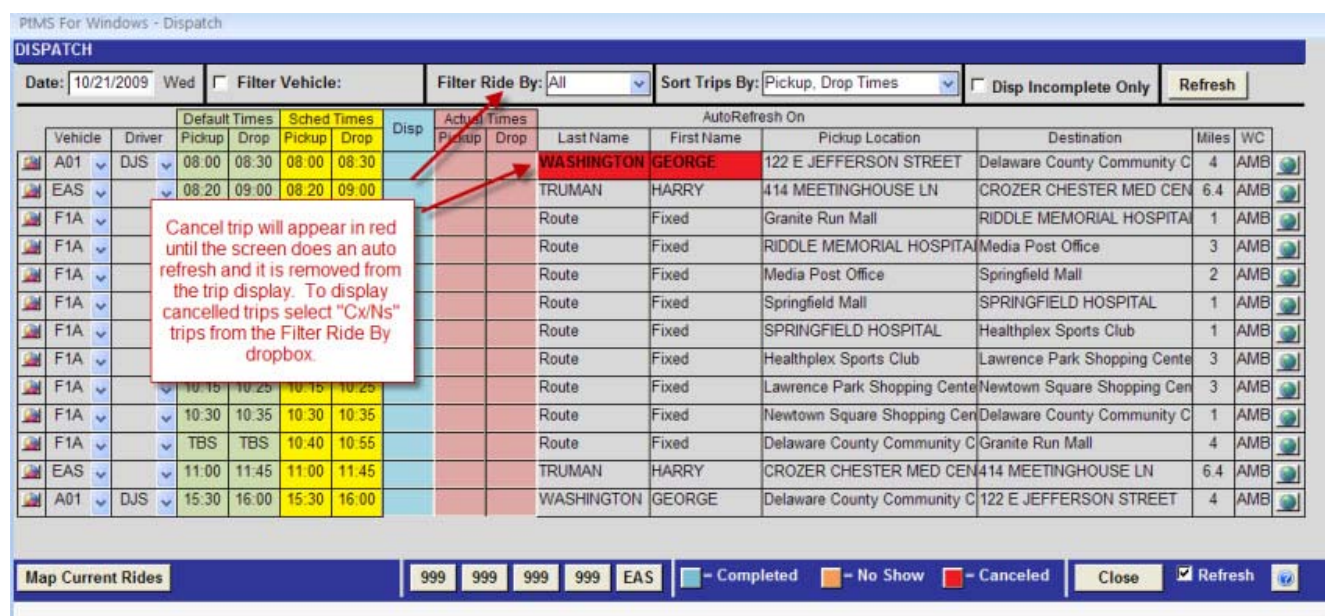 PtMS For Windows - Dispatch
DISPATCH
Date: 10/21/2009 Wed Filter Vehicle: Filter Ride By: All Sort Trips By: Pickup, Drop Times Disp Incomplete Only Refresh
Default Times Sched Times Disp Actual Times AutoRefresh On
Vehicle Driver Pickup Drop Pickup Drop Pickup Drop Last Name First Name Pickup Location Destination Miles WC
A01 DJS 08:00 08:30 08:00 08:30 WASHINGTON GEORGE 122 E JEFFERSON STREET Delaware County Community C 4 AMB
EAS 08:20 09:00 08:20 09:00 TRUMAN HARRY 414 MEETINGHOUSE LN CROZER CHESTER MED CEN 6.4 AMB
F1A Route Fixed Granite Run Mall RIDDLE MEMORIAL HOSPITAL 1 AMB
F1A Route Fixed RIDDLE MEMORIAL HOSPITAL Media Post Office 3 AMB
F1A Route Fixed Media Post Office Springfield Mall 2 AMB
F1A Route Fixed Springfield Mall SPRINGFIELD HOSPITAL 1 AMB
F1A Route Fixed SPRINGFIELD HOSPITAL Healthplex Sports Club 1 AMB
F1A Route Fixed Healthplex Sports Club Lawrence Park Shopping Cente 3 AMB
F1A 10:15 10:25 10:15 10:25 Route Fixed Lawrence Park Shopping Cente Newtown Square Shopping Cen 3 AMB
F1A 10:30 10:35 10:30 10:35 Route Fixed Newtown Square Shopping Cen Delaware County Community C 1 AMB
F1A TBS TBS 10:40 10:55 Route Fixed Delaware County Community C Granite Run Mall 4 AMB
EAS 11:00 11:45 11:00 11:45 TRUMAN HARRY CROZER CHESTER MED CEN 414 MEETINGHOUSE LN 6.4 AMB
A01 DJS 15:30 16:00 15:30 16:00 WASHINGTON GEORGE Delaware County Community C 122 E JEFFERSON STREET 4 AMB
Cancel trip will appear in red
until the screen does an auto
refresh and it is removed from
the trip display. To display
cancelled trips select "Cx/Ns"
trips from the Filter Ride By
dropbox.
Map Current Rides 999 999 999 999 EAS = Completed = No Show = Canceled Close Refresh